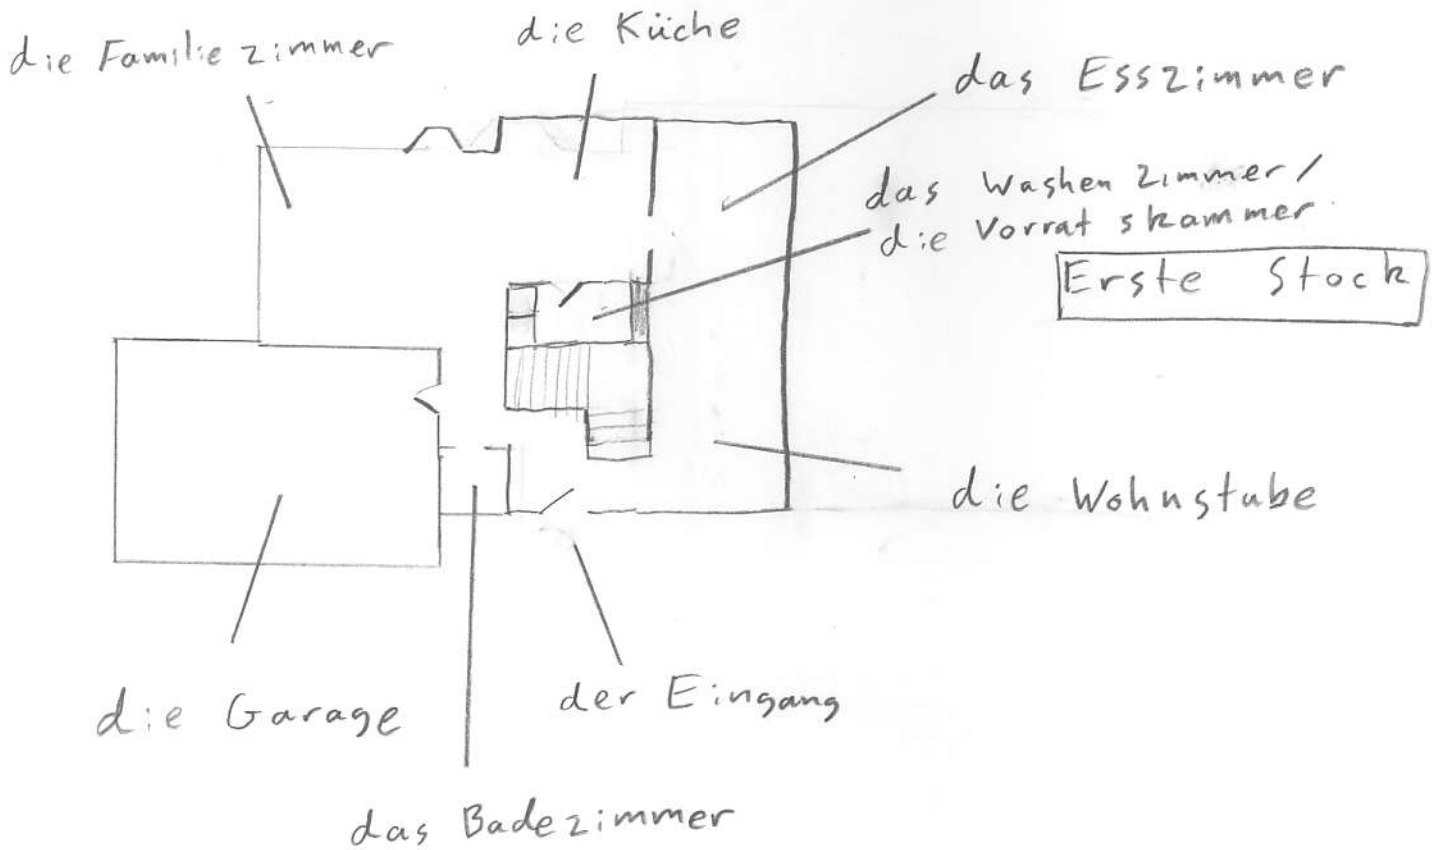 die Küche
die Familie zimmer
das Esszimmer
das Washen Zimmer/
die Vorrat skammer
Erste Stock
die Wohnstube
der Eingang
die Garage
das Badezimmer